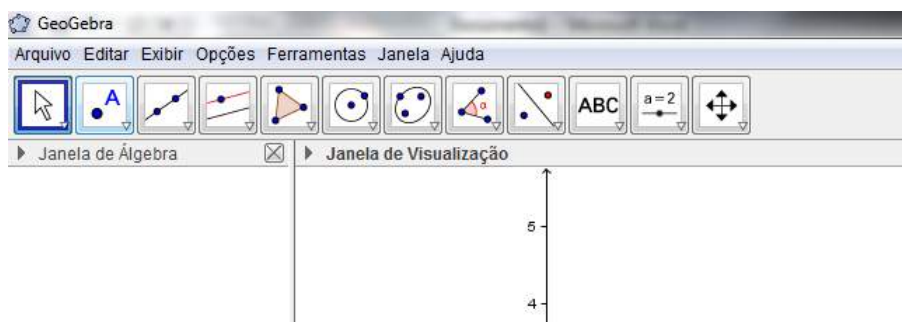 GeoGebra
Arquivo Editar Exibir Opções Ferramentas Janela Ajuda
A α ABC a=2
Janela de Álgebra Janela de Visualização
5
4